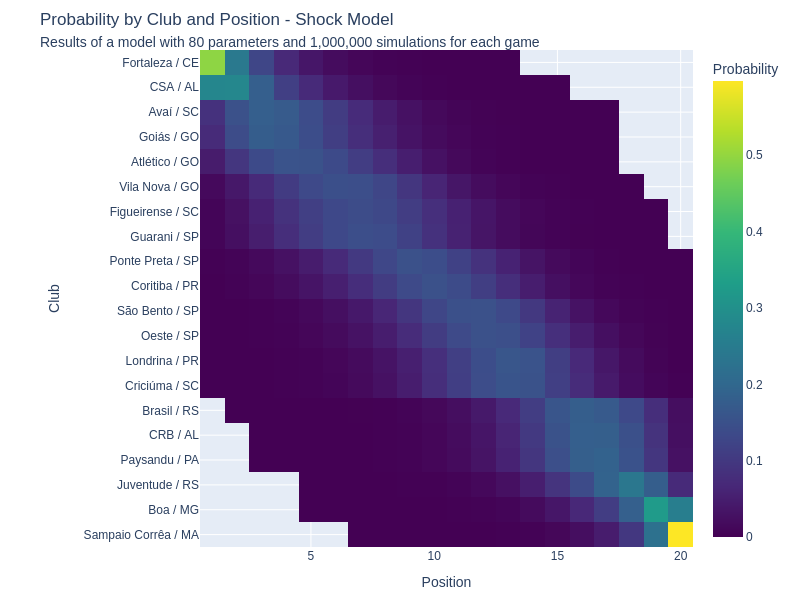 Probability by Club and Position - Shock Model
Results of a model with 80 parameters and 1,000,000 simulations for each game
Probability
Fortaleza / CE
CSA / AL
Avaí / SC
Goiás / GO
Atlético / GO
Vila Nova / GO
Figueirense / SC
Guarani / SP
Ponte Preta / SP
Coritiba / PR
São Bento / SP
Oeste / SP
Londrina / PR
Criciúma / SC
Brasil / RS
CRB / AL
Paysandu / PA
Juventude / RS
Boa / MG
Sampaio Corrêa / MA
Club
5
10
15
20
Position
0.5
0.4
0.3
0.2
0.1
0